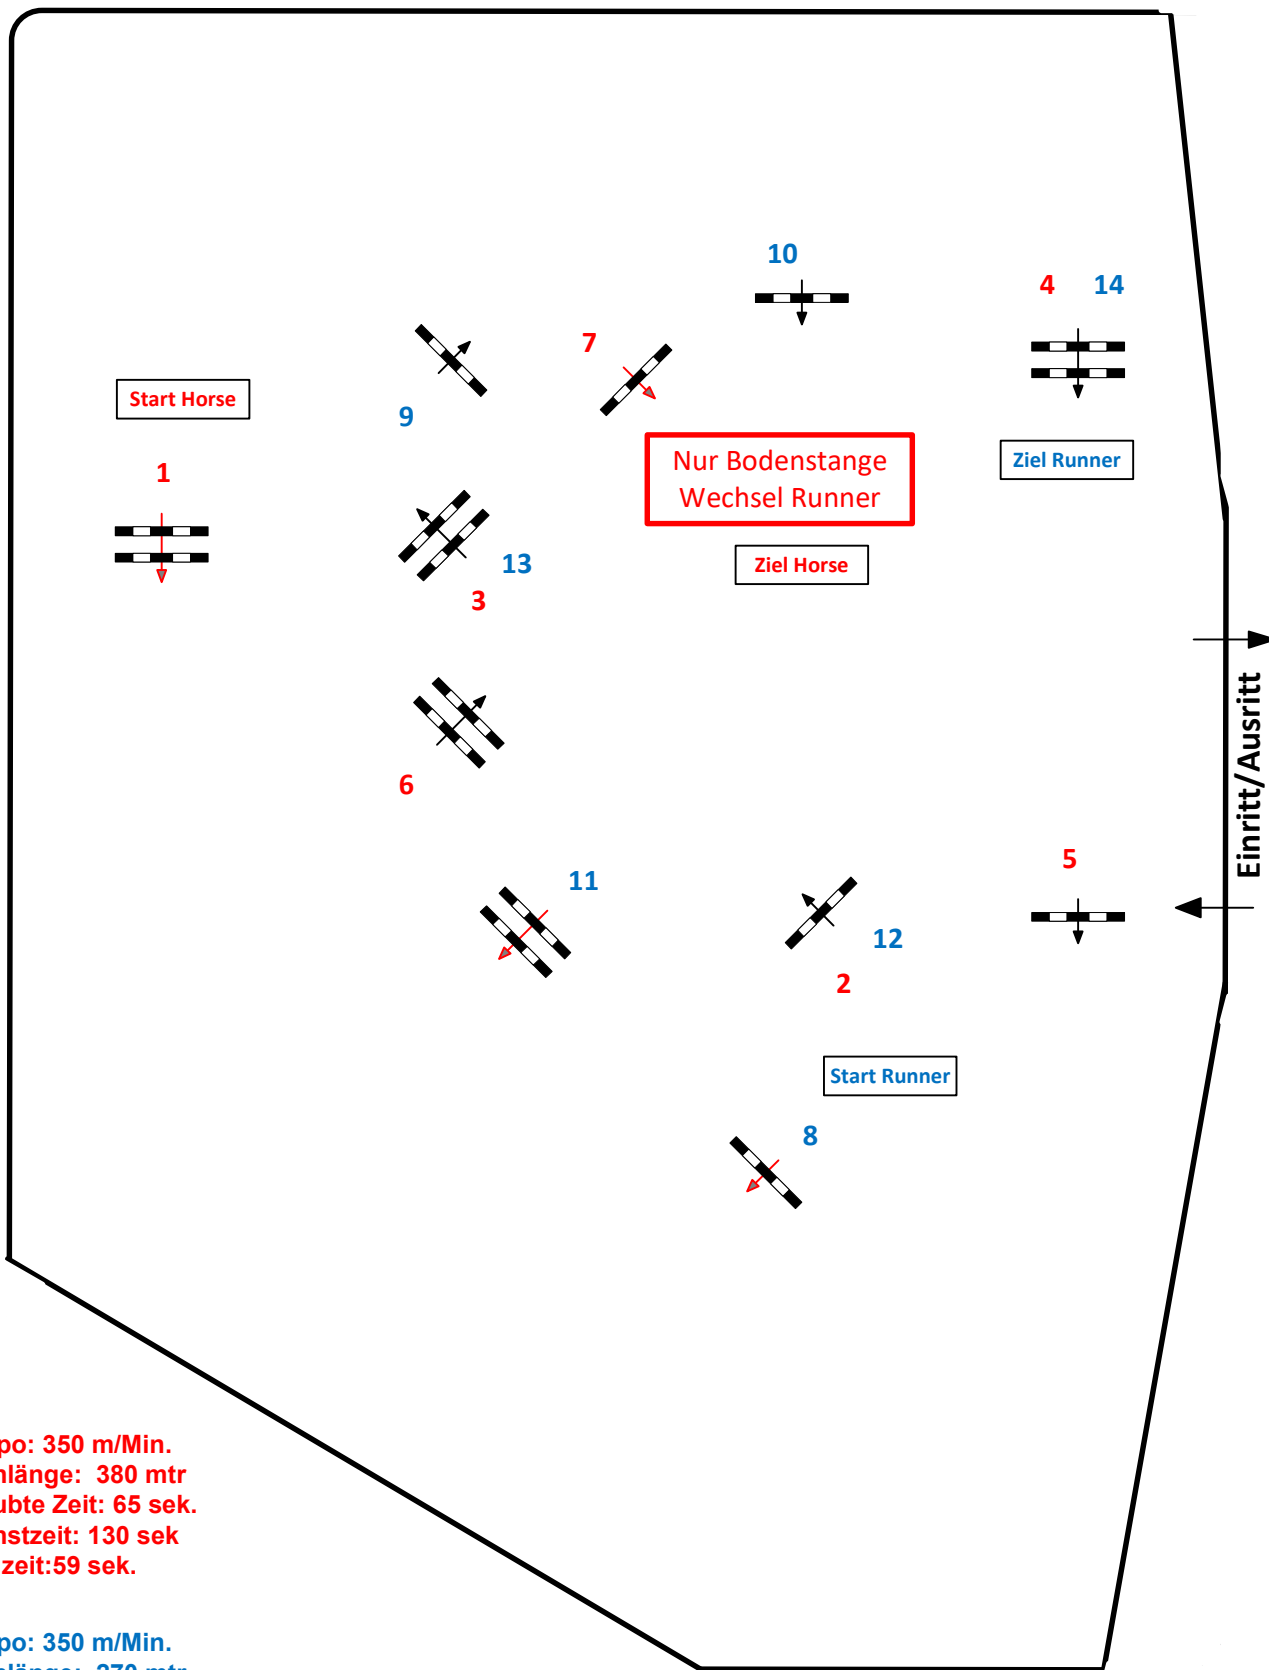 10
4 14
7
9
Start Horse
1
Nur Bodenstange
Wechsel Runner
Ziel Runner
13
3
Ziel Horse
Einritt/Ausritt
6
11
5
12
2
Start Runner
8
po: 350 m/Min.
nlänge: 380 mtr
ubte Zeit: 65 sek.
nstzeit: 130 sek
zeit:59 sek.
po: 350 m/Min.